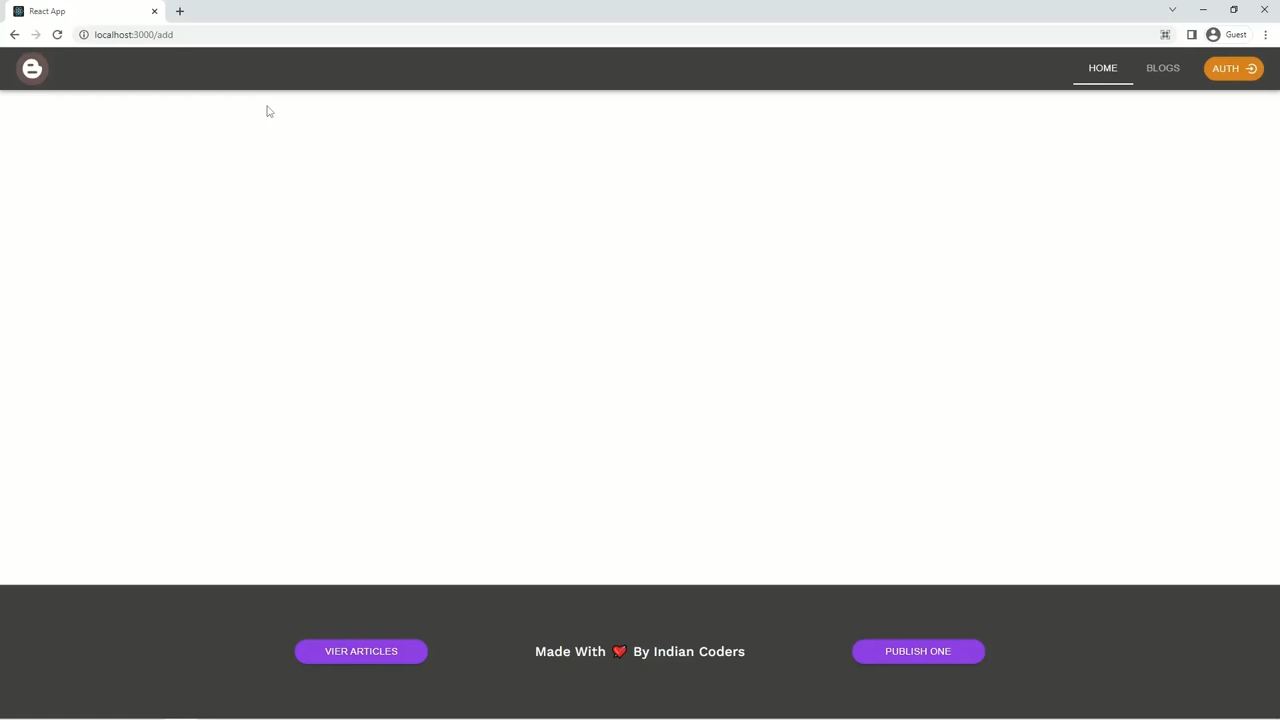 React App
localhost:3000/add
Guest
HOME
BLOGS
AUTH
VIER ARTICLES
Made With ❤️ By Indian Coders
PUBLISH ONE